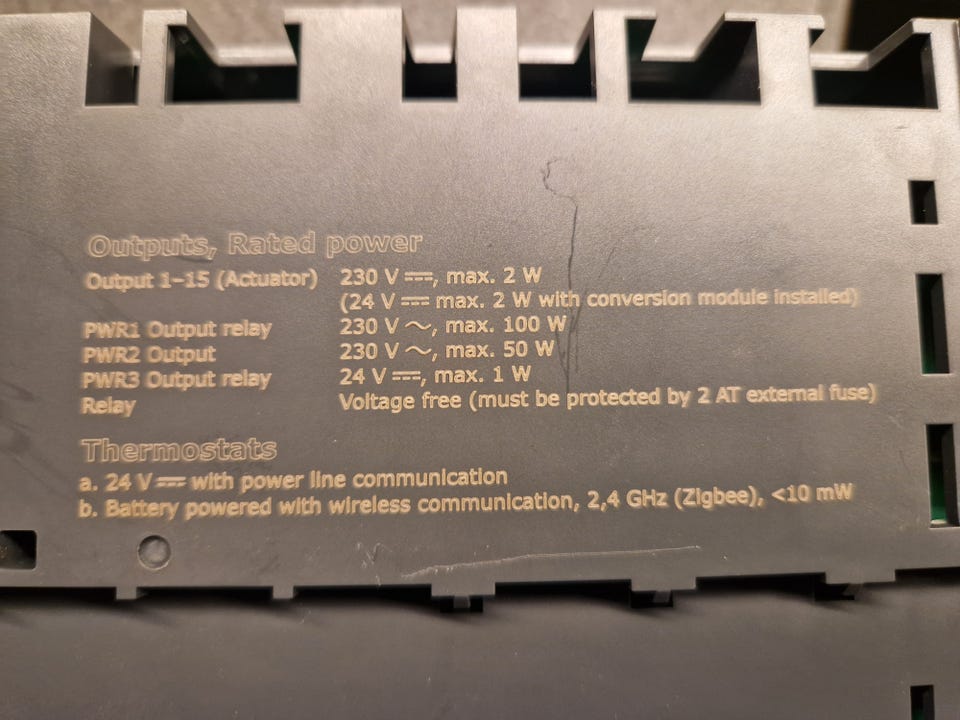 Outputs, Rated power
Output 1-15 (Actuator) 230 V ⎓, max. 2 W
(24 V ⎓ max. 2 W with conversion module installed)
PWR1 Output relay 230 V ~, max. 100 W
PWR2 Output 230 V ~, max. 50 W
PWR3 Output relay 24 V ⎓, max. 1 W
Relay Voltage free (must be protected by 2 AT external fuse)
Thermostats
a. 24 V ⎓ with power line communication
b. Battery powered with wireless communication, 2,4 GHz (Zigbee), <10 mW